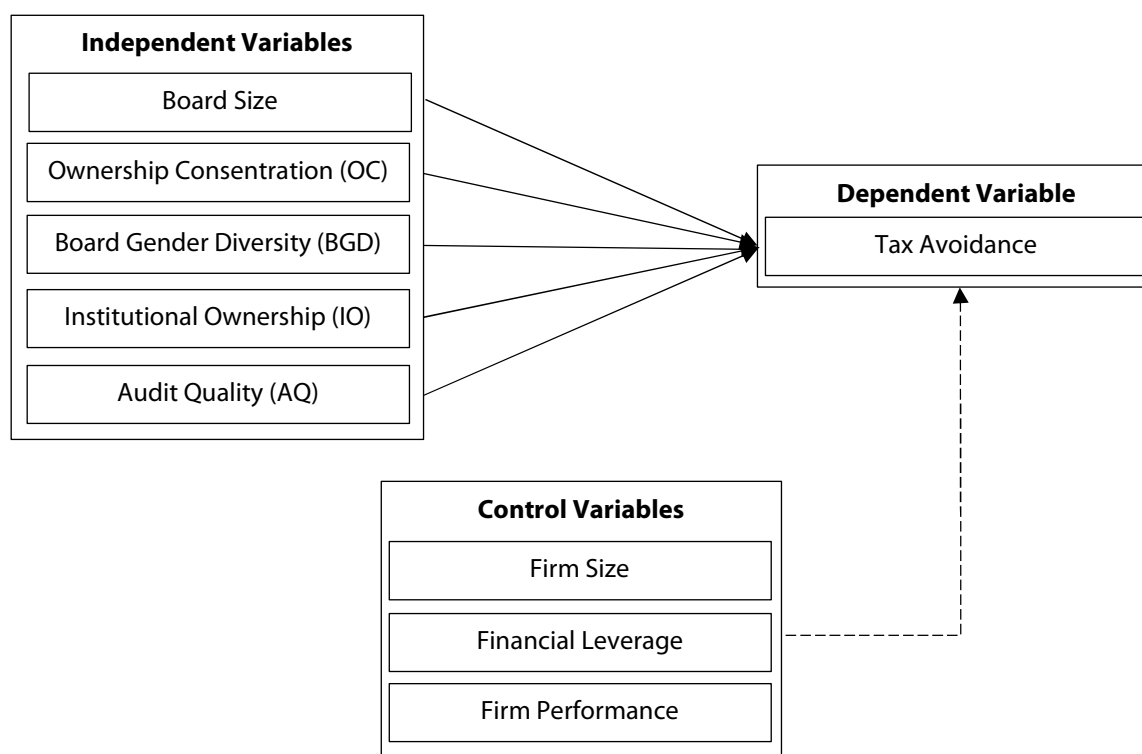 Independent Variables
Board Size
Ownership Consentration (OC)
Board Gender Diversity (BGD)
Institutional Ownership (IO)
Audit Quality (AQ)
Dependent Variable
Tax Avoidance
Control Variables
Firm Size
Financial Leverage
Firm Performance